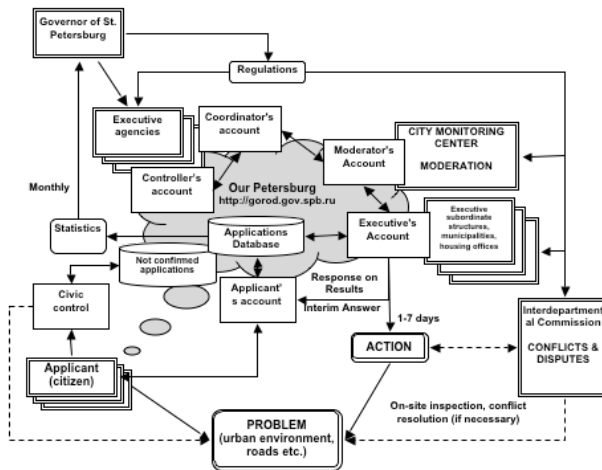 Governor of St.
Petersburg
Regulations
Executive
agencies
Coordinator's
account
Moderator's
Account
CITY MONITORING
CENTER
MODERATION
Controller's
account
Our Petersburg
http://gorod.gov.spb.ru
Monthly
Statistics
Applications
Database
Executive's
Account
Executive
subordinate
structures,
municipalities,
housing offices
Not confirmed
applications
Civic
control
Applicant'
s account
Response on
Results
Interim Answer
1-7 days
Interdepartment
al Commission
CONFLICTS &
DISPUTES
ACTION
Applicant
(citizen)
On-site inspection, conflict
resolution (if necessary)
PROBLEM
(urban environment,
roads etc.)